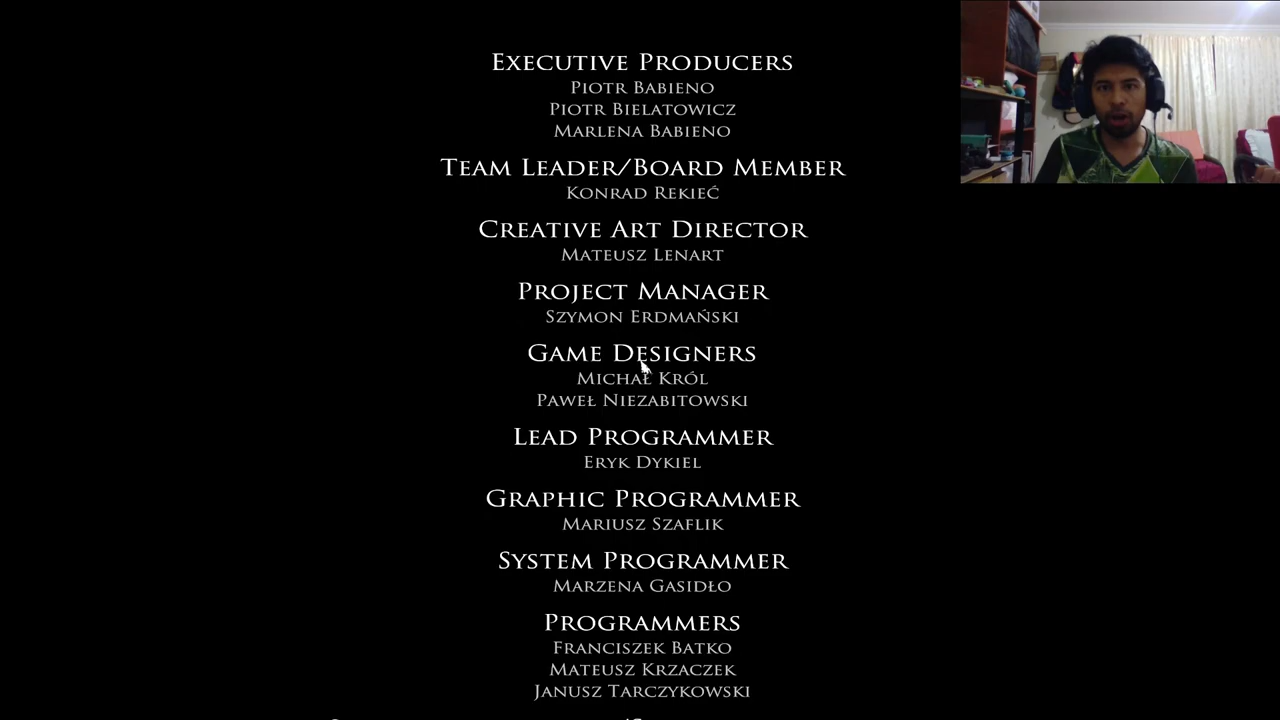 Executive Producers
Piotr Babieno
Piotr Bielatowicz
Marlena Babieno
Team Leader/Board Member
Konrad Rekieć
Creative Art Director
Mateusz Lenart
Project Manager
Szymon Erdmański
Game Designers
Michał Król
Paweł Niezabitowski
Lead Programmer
Eryk Dykiel
Graphic Programmer
Mariusz Szaflik
System Programmer
Marzena Gasidło
Programmers
Franciszek Batko
Mateusz Krzaczek
Janusz Tarczykowski